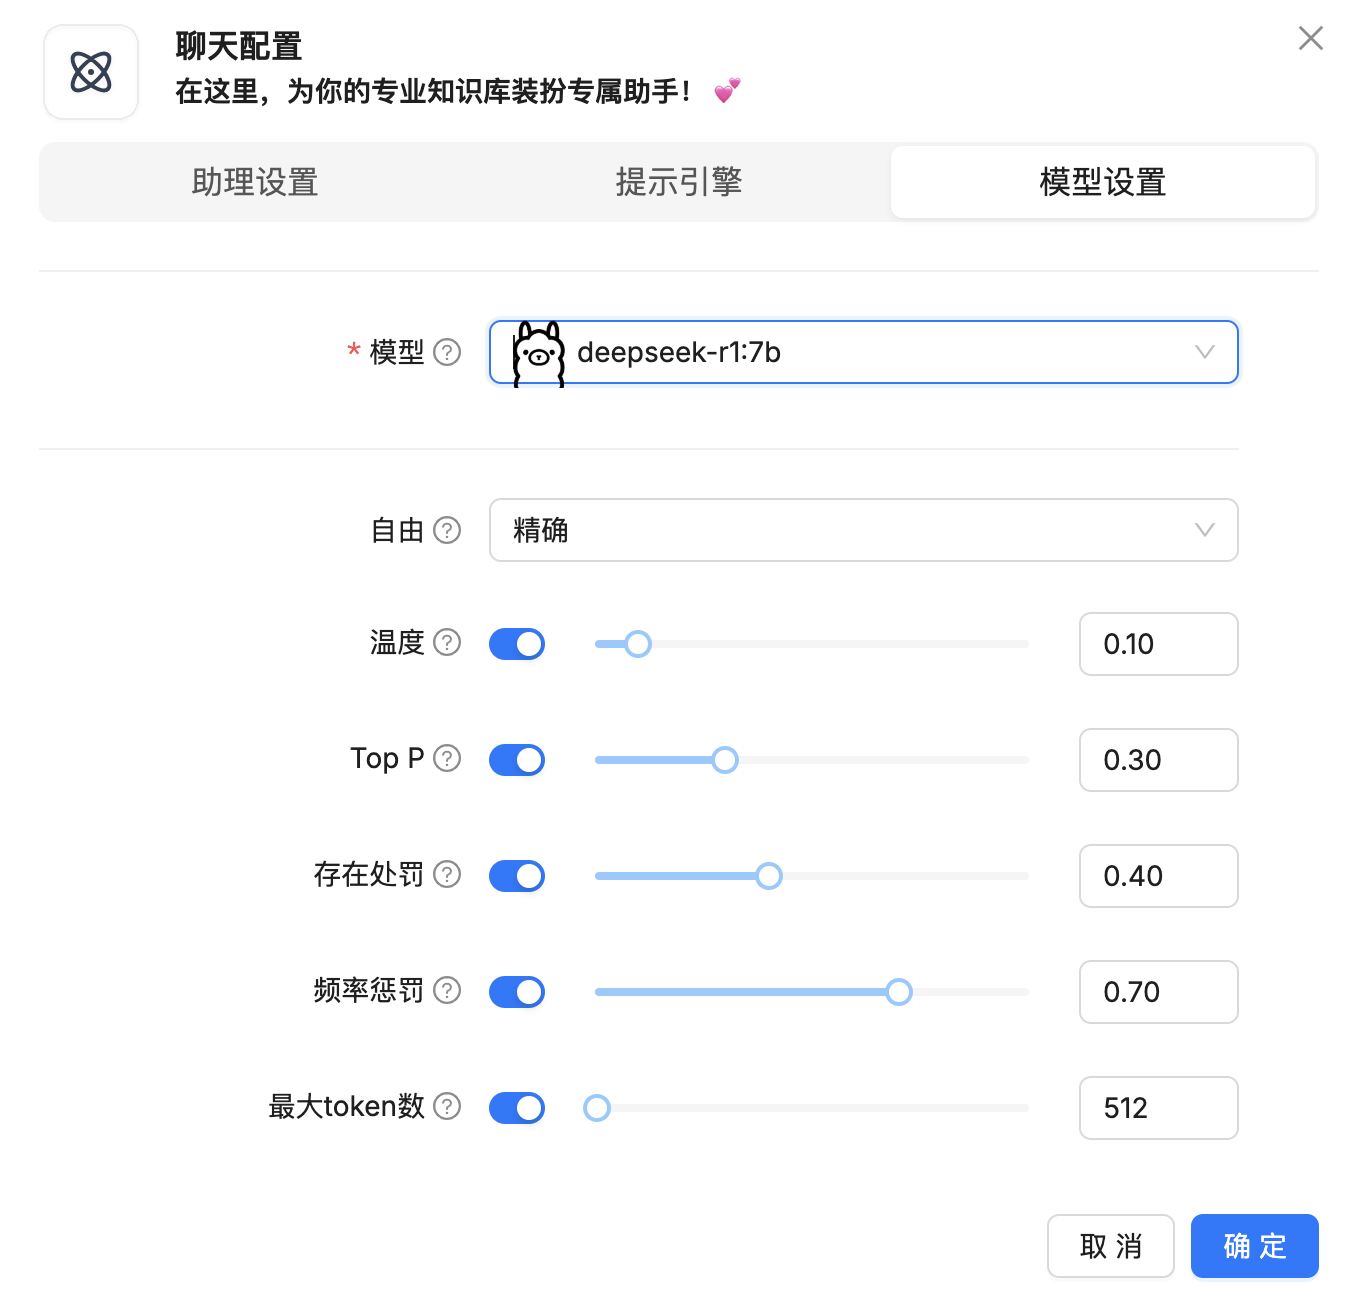 聊天配置
在这里，为你的专业知识库装扮专属助手！ 💕
助理设置
提示引擎
模型设置
* 模型
deepseek-r1:7b
自由
精确
温度
0.10
Top P
0.30
存在处罚
0.40
频率惩罚
0.70
最大token数
512
取 消
确 定